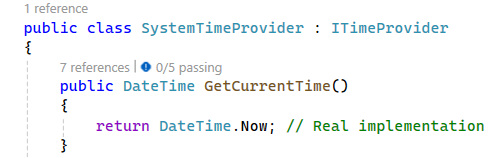 1 reference
public class SystemTimeProvider : ITimeProvider
{
7 references | 0/5 passing
public DateTime GetCurrentTime()
{
return DateTime.Now; // Real implementation
}